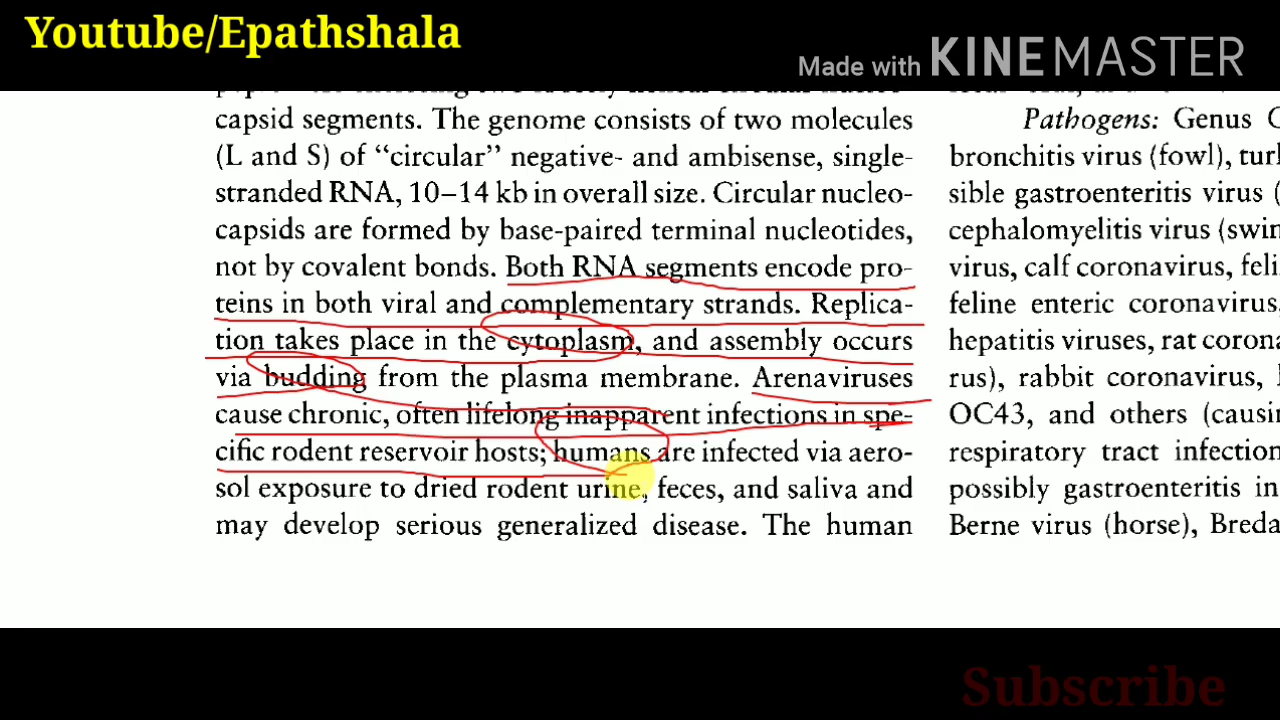 Youtube/Epathshala
Made with KINEMASTER
capsid segments. The genome consists of two molecules
(L and S) of “circular” negative- and ambisense, single-
stranded RNA, 10–14 kb in overall size. Circular nucleo-
capsids are formed by base-paired terminal nucleotides,
not by covalent bonds. Both RNA segments encode pro-
teins in both viral and complementary strands. Replica-
tion takes place in the cytoplasm, and assembly occurs
via budding from the plasma membrane. Arenaviruses
cause chronic, often lifelong inapparent infections in spe-
cific rodent reservoir hosts; humans are infected via aero-
sol exposure to dried rodent urine, feces, and saliva and
may develop serious generalized disease. The human
Pathogens: Genus
bronchitis virus (fowl),
sible gastroenteritis virus (
cephalomyelitis virus (swin
virus, calf coronavirus, feli
feline enteric coronavirus,
hepatitis viruses, rat corona
rus), rabbit coronavirus,
OC43, and others (causi
respiratory tract infection
possibly gastroenteritis in
Berne virus (horse), Breda
Subscribe